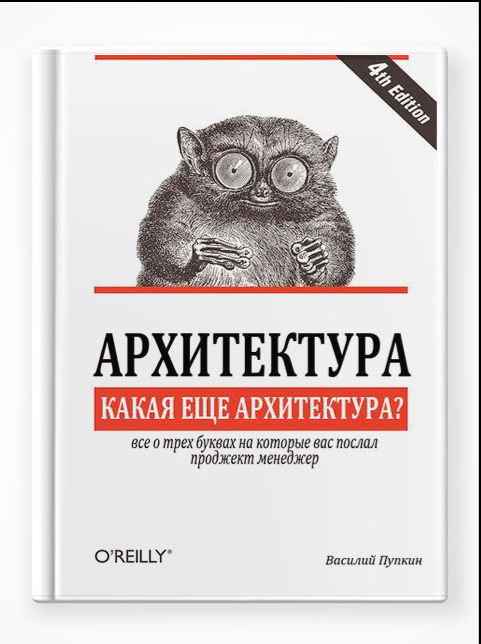 4th Edition
АРХИТЕКТУРА
КАКАЯ ЕЩЕ АРХИТЕКТУРА?
все о трех буквах на которые вас послал
проджект менеджер
O'REILLY®
Василий Пупкин